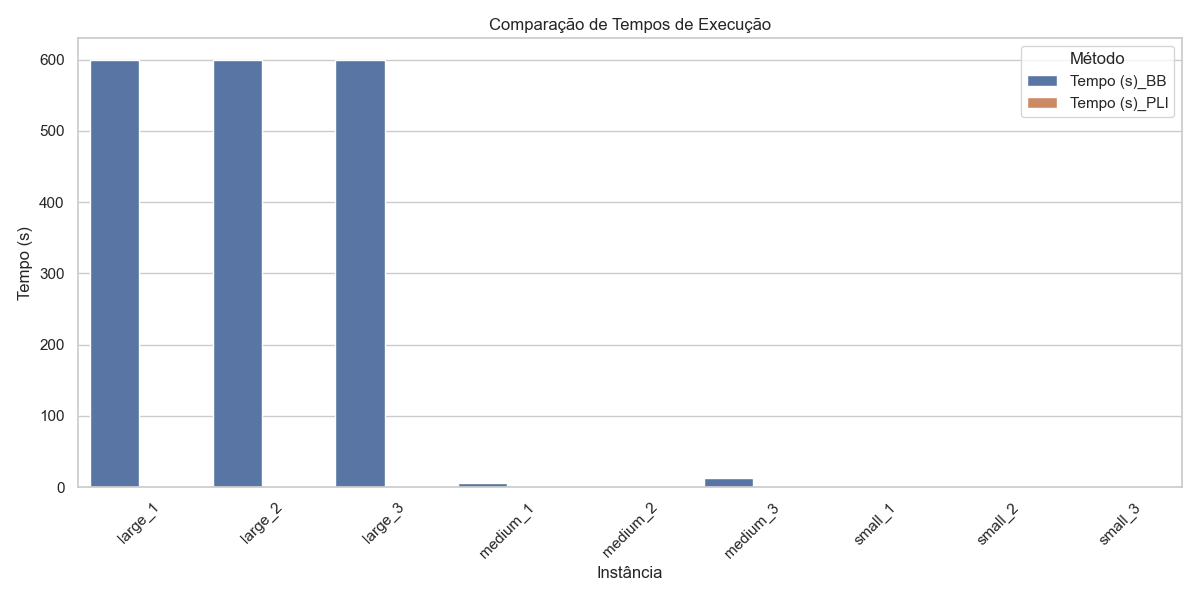 Comparação de Tempos de Execução
Método
Tempo (s)_BB
Tempo (s)_PLI
Tempo (s)
600
500
400
300
200
100
0
large_1
large_2
large_3
medium_1
medium_2
medium_3
small_1
small_2
small_3
Instância